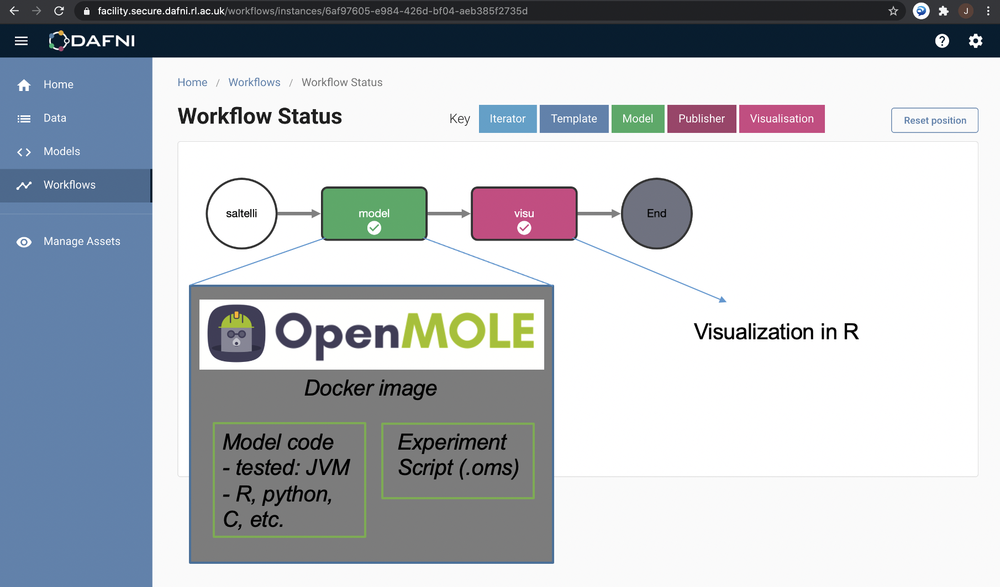 facility.secure.dafni.rl.ac.uk/workflows/instances/6af97605-e984-426d-bf04-aeb385f2735d
J
DAFNI
?
Home
Data
Models
Workflows
Manage Assets
Home / Workflows / Workflow Status
Workflow Status
Key
Iterator
Template
Model
Publisher
Visualisation
Reset position
saltelli
model
visu
End
OpenMOLE
Docker image
Model code
- tested: JVM
- R, python,
C, etc.
Experiment
Script (.oms)
Visualization in R